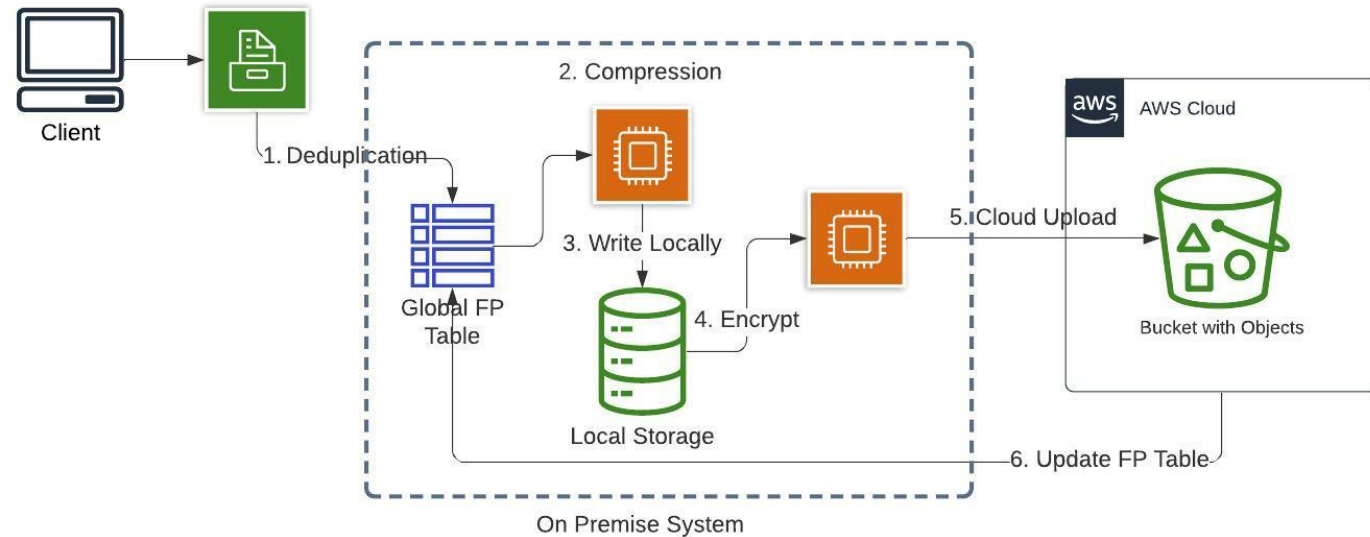 Client
1. Deduplication
2. Compression
Global FP
Table
3. Write Locally
Local Storage
4. Encrypt
5. Cloud Upload
aws
AWS Cloud
Bucket with Objects
6. Update FP Table
On Premise System